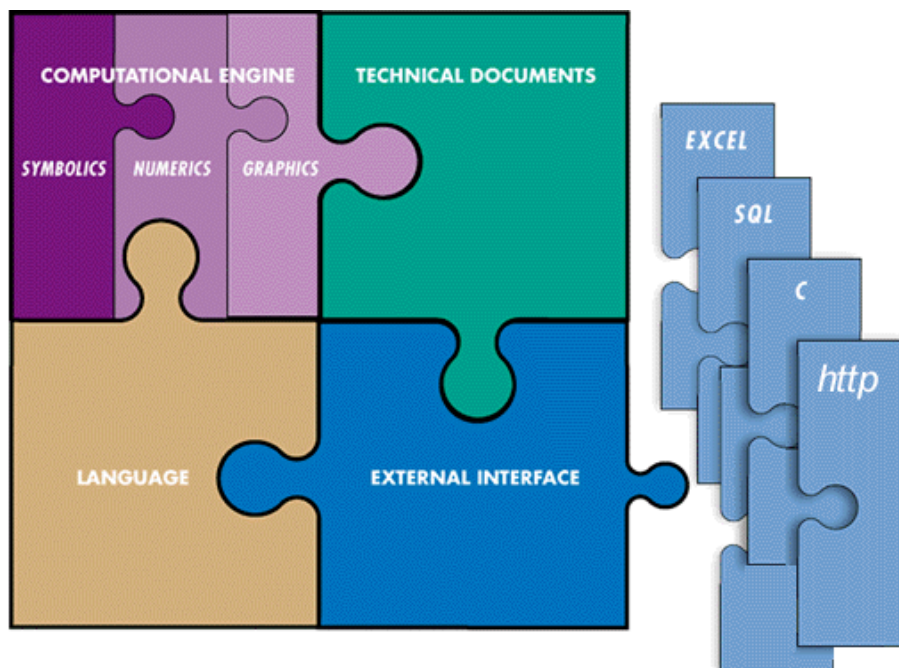 COMPUTATIONAL ENGINE
TECHNICAL DOCUMENTS
SYMBOLICS
NUMERICS
GRAPHICS
LANGUAGE
EXTERNAL INTERFACE
EXCEL
SQL
C
http